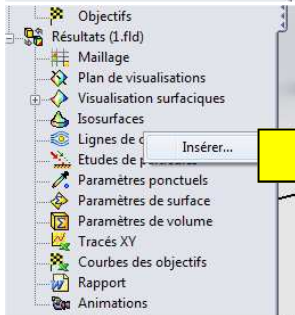 Objectifs
Résultats (1.fld)
Maillage
Plan de visualisations
Visualisation surfaciques
Isosurfaces
Lignes de
Insérer...
Etudes de
Paramètres ponctuels
Paramètres de surface
Paramètres de volume
Tracés XY
Courbes des objectifs
Rapport
Animations